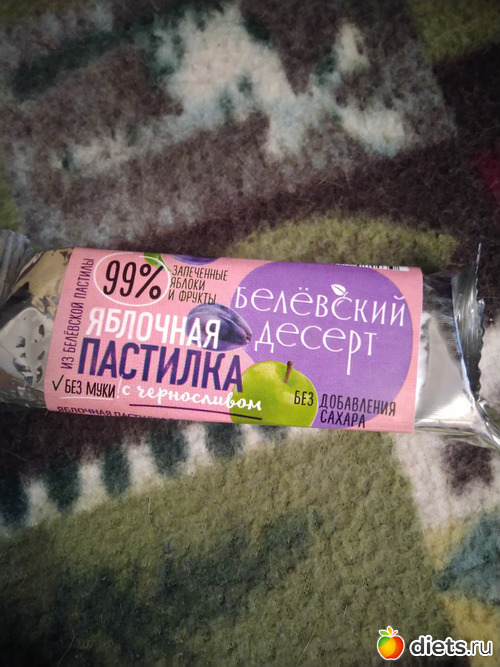 ИЗ БЕЛЁВСКОЙ ПАСТИЛЫ
99%
ЗАПЕЧЕННЫЕ
ЯБЛОКИ
И ФРУКТЫ
ЯБЛОЧНАЯ
ПАСТИЛКА
✓БЕЗ МУКИ
с черносливом
БЕЛЁВСКИЙ
ДЕСЕРТ
БЕЗ ДОБАВЛЕНИЯ
САХАРА
ЯБЛОЧНАЯ
diets.ru